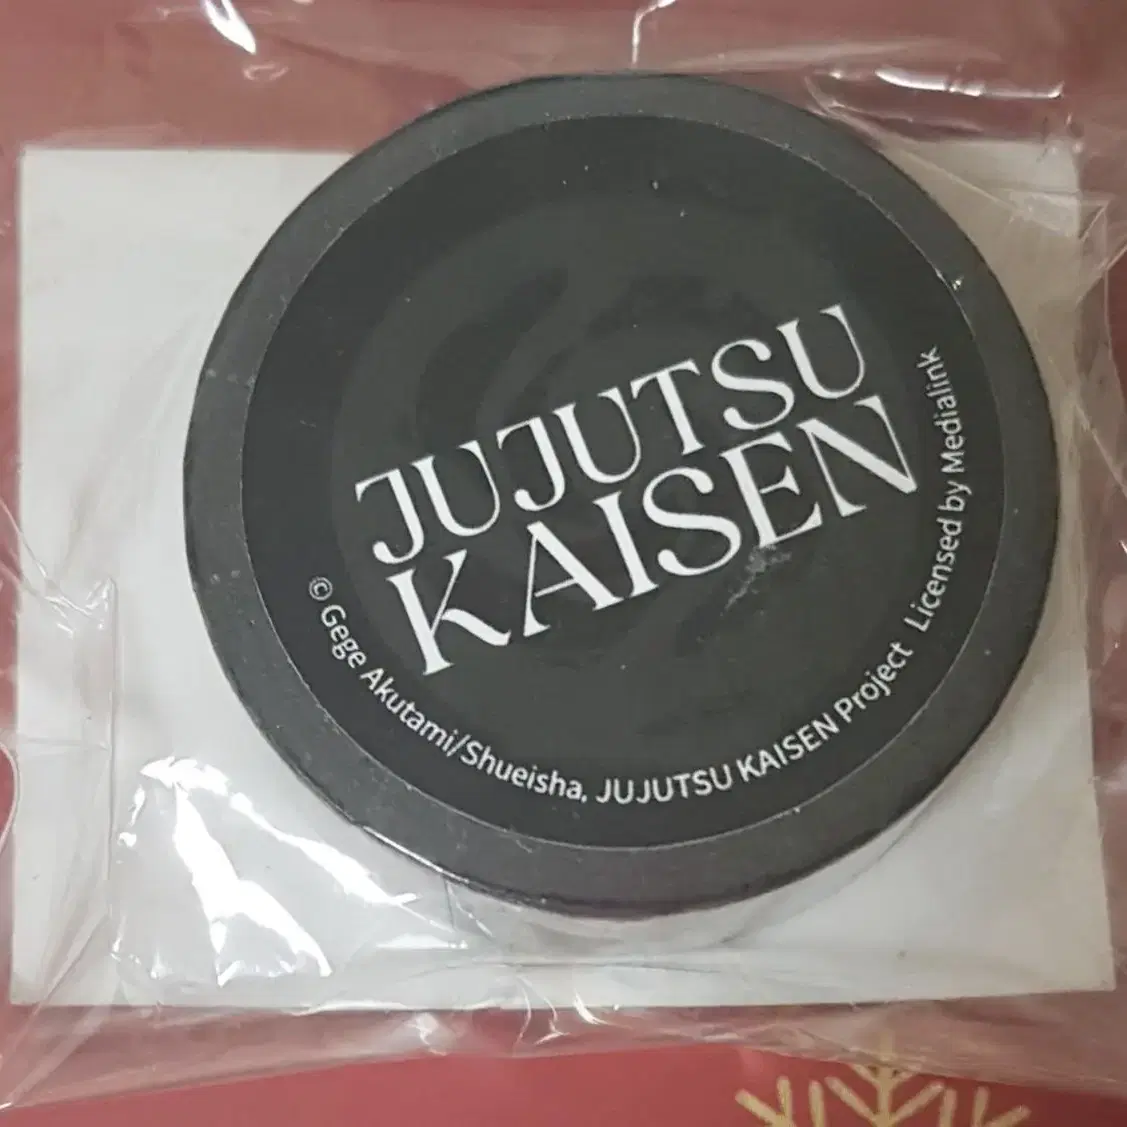 JUJUTSU
KAISEN
© Gege Akutami/Shueisha, JUJUTSU KAISEN Project Licensed by Medialink